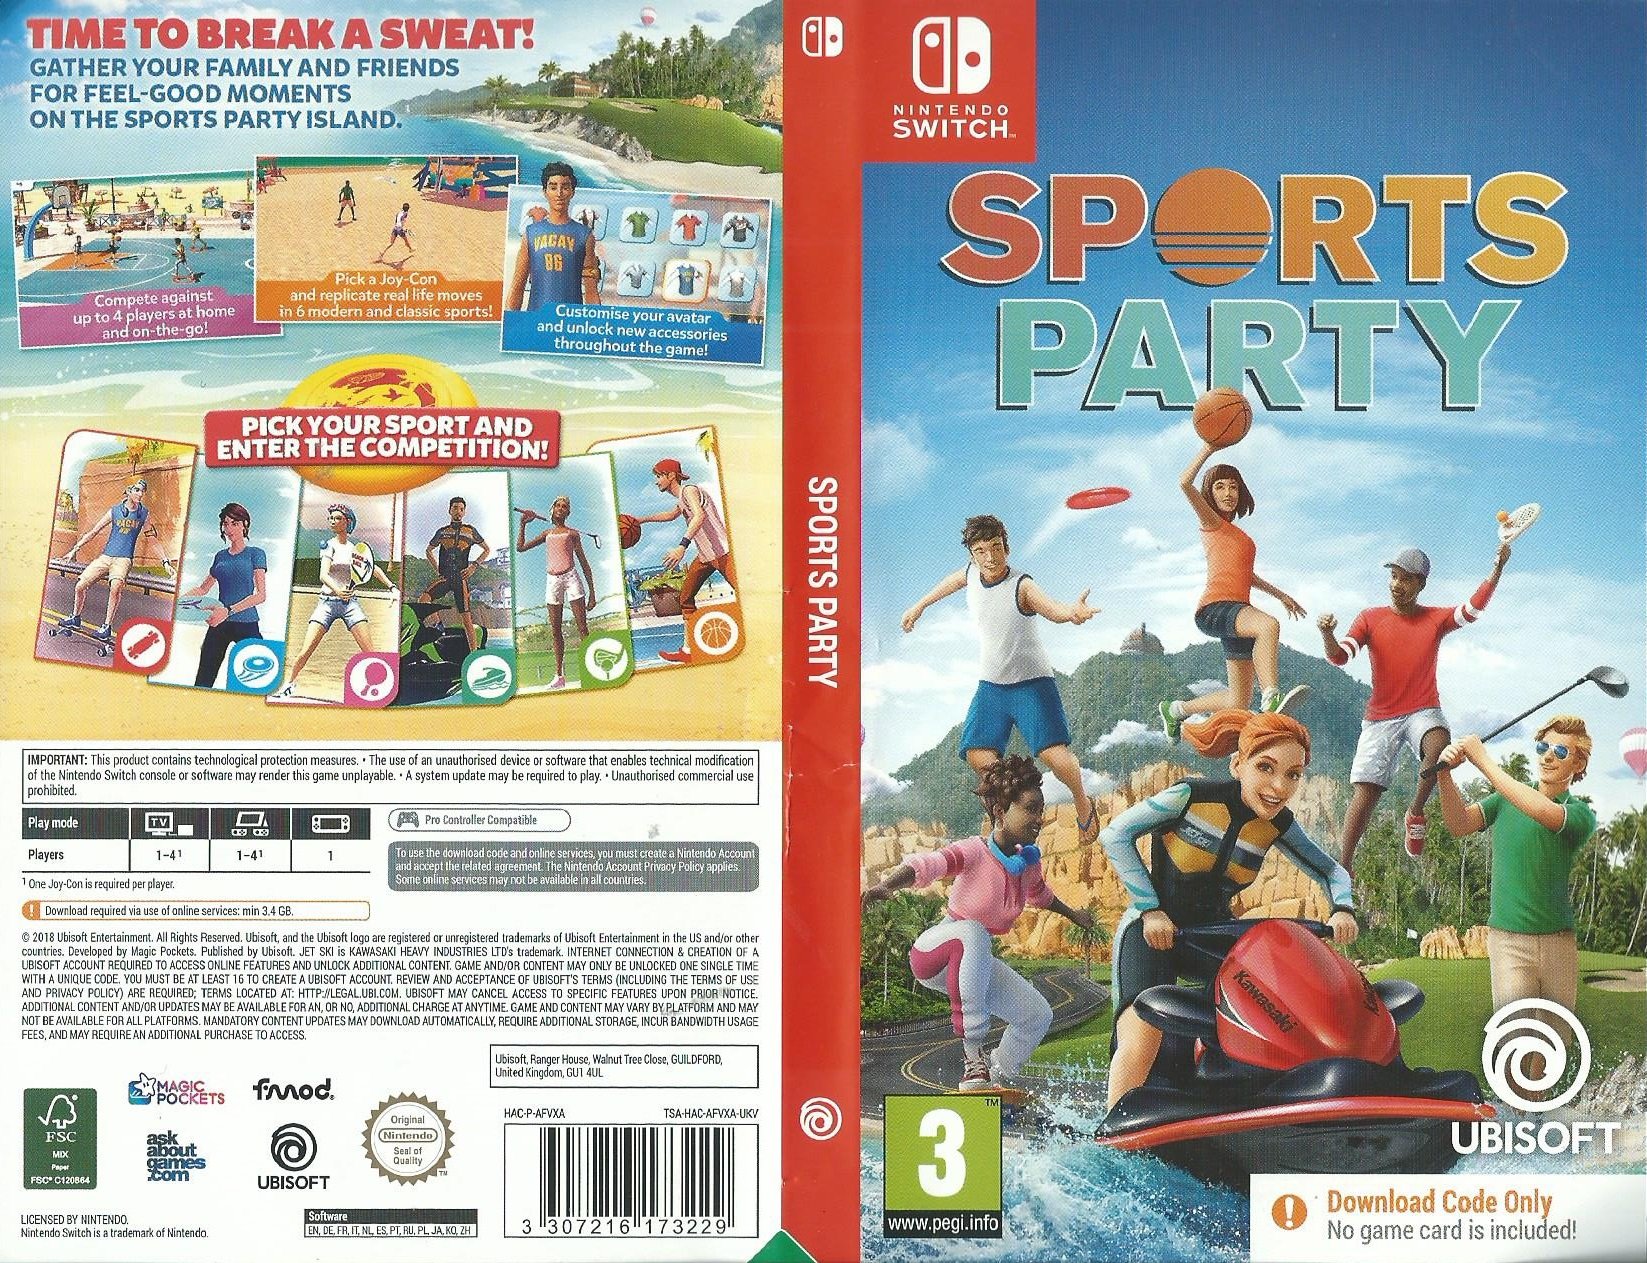 TIME TO BREAK A SWEAT!
GATHER YOUR FAMILY AND FRIENDS
FOR FEEL-GOOD MOMENTS
ON THE SPORTS PARTY ISLAND.
Compete against
up to 4 players at home
and on-the-go!
Pick a Joy-Con
and replicate real life moves
in 6 modern and classic sports!
VACAY
86
Customise your avatar
and unlock new accessories
throughout the game!
PICK YOUR SPORT AND
ENTER THE COMPETITION!
VACAY
IMPORTANT: This product contains technological protection measures. • The use of an unauthorised device or software that enables technical modification
of the Nintendo Switch console or software may render this game unplayable. • A system update may be required to play. • Unauthorised commercial use
prohibited.
Play mode
TV
Players
1-4¹
1-4¹
1
¹ One Joy-Con is required per player.
Pro Controller Compatible
To use the download code and online services, you must create a Nintendo Account
and accept the related agreement. The Nintendo Account Privacy Policy applies.
Some online services may not be available in all countries.
! Download required via use of online services: min 3.4 GB.
© 2018 Ubisoft Entertainment. All Rights Reserved. Ubisoft, and the Ubisoft logo are registered or unregistered trademarks of Ubisoft Entertainment in the US and/or other
countries. Developed by Magic Pockets. Published by Ubisoft. JET SKI is KAWASAKI HEAVY INDUSTRIES LTD's trademark. INTERNET CONNECTION & CREATION OF A
UBISOFT ACCOUNT REQUIRED TO ACCESS ONLINE FEATURES AND UNLOCK ADDITIONAL CONTENT. GAME AND/OR CONTENT MAY ONLY BE UNLOCKED ONE SINGLE TIME
WITH A UNIQUE CODE. YOU MUST BE AT LEAST 16 TO CREATE A UBISOFT ACCOUNT. REVIEW AND ACCEPTANCE OF UBISOFT'S TERMS (INCLUDING THE TERMS OF USE
AND PRIVACY POLICY) ARE REQUIRED; TERMS LOCATED AT: HTTP://LEGAL.UBI.COM. UBISOFT MAY CANCEL ACCESS TO SPECIFIC FEATURES UPON PRIOR NOTICE.
ADDITIONAL CONTENT AND/OR UPDATES MAY BE AVAILABLE FOR AN, OR NO, ADDITIONAL CHARGE AT ANYTIME. GAME AND CONTENT MAY VARY BY PLATFORM AND MAY
NOT BE AVAILABLE FOR ALL PLATFORMS. MANDATORY CONTENT UPDATES MAY DOWNLOAD AUTOMATICALLY, REQUIRE ADDITIONAL STORAGE, INCUR BANDWIDTH USAGE
FEES, AND MAY REQUIRE AN ADDITIONAL PURCHASE TO ACCESS.
Ubisoft, Ranger House, Walnut Tree Close, GUILDFORD,
United Kingdom, GU1 4UL
FSC
MIX
Paper
FSC® C120864
MAGIC
POCKETS
fmod.
ask
about
games
.com
UBISOFT
Original
Nintendo
Seal of
Quality
TM
HAC-P-AFVXA
TSA-HAC-AFVXA-UKV
3 307216 173229
LICENSED BY NINTENDO.
Nintendo Switch is a trademark of Nintendo.
Software
EN, DE, FR, IT, NL, ES, PT, RU, PL, JA, KO, ZH
SPORTS PARTY
NINTENDO
SWITCH™
SPORTS
PARTY
JET SKI
Kawasaki
Kawasaki
3
TM
www.pegi.info
UBISOFT
! Download Code Only
No game card is included!